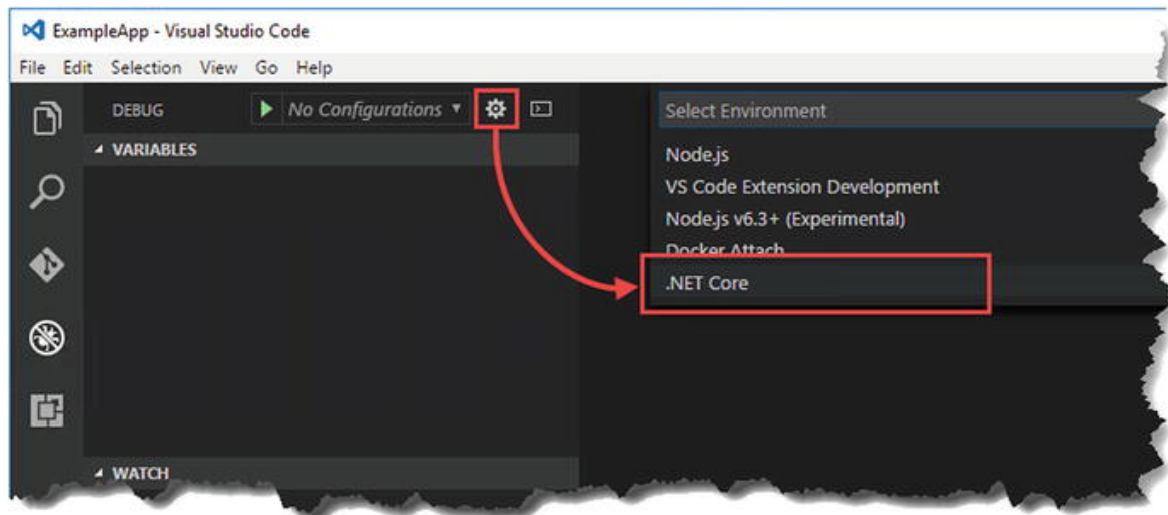 ExampleApp - Visual Studio Code
File Edit Selection View Go Help
DEBUG No Configurations
VARIABLES
WATCH
Select Environment
Node.js
VS Code Extension Development
Node.js v6.3+ (Experimental)
Docker Attach
.NET Core